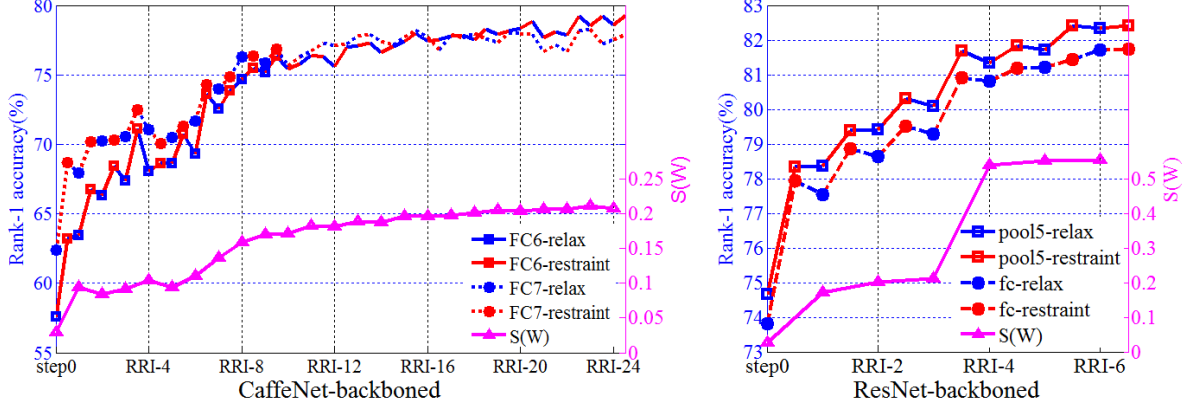 Rank-1 accuracy(%)
80
75
70
65
60
55
S(W)
0.25
0.2
0.15
0.1
0.05
0
FC6-relax
FC6-restraint
FC7-relax
FC7-restraint
S(W)
step0 RRI-4 RRI-8 RRI-12 RRI-16 RRI-20 RRI-24
CaffeNet-backboned
Rank-1 accuracy(%)
83
82
81
80
79
78
77
76
75
74
73
S(W)
0.5
0.4
0.3
0.2
0.1
0
pool5-relax
pool5-restraint
fc-relax
fc-restraint
S(W)
step0 RRI-2 RRI-4 RRI-6
ResNet-backboned